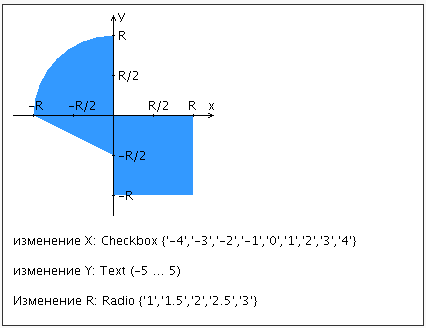 y
R
R/2
-R -R/2 R/2 R x
-R/2
-R
изменение X: Checkbox {'-4','-3','-2','-1','0','1','2','3','4'}
изменение Y: Text (-5 ... 5)
Изменение R: Radio {'1','1.5','2','2.5','3'}